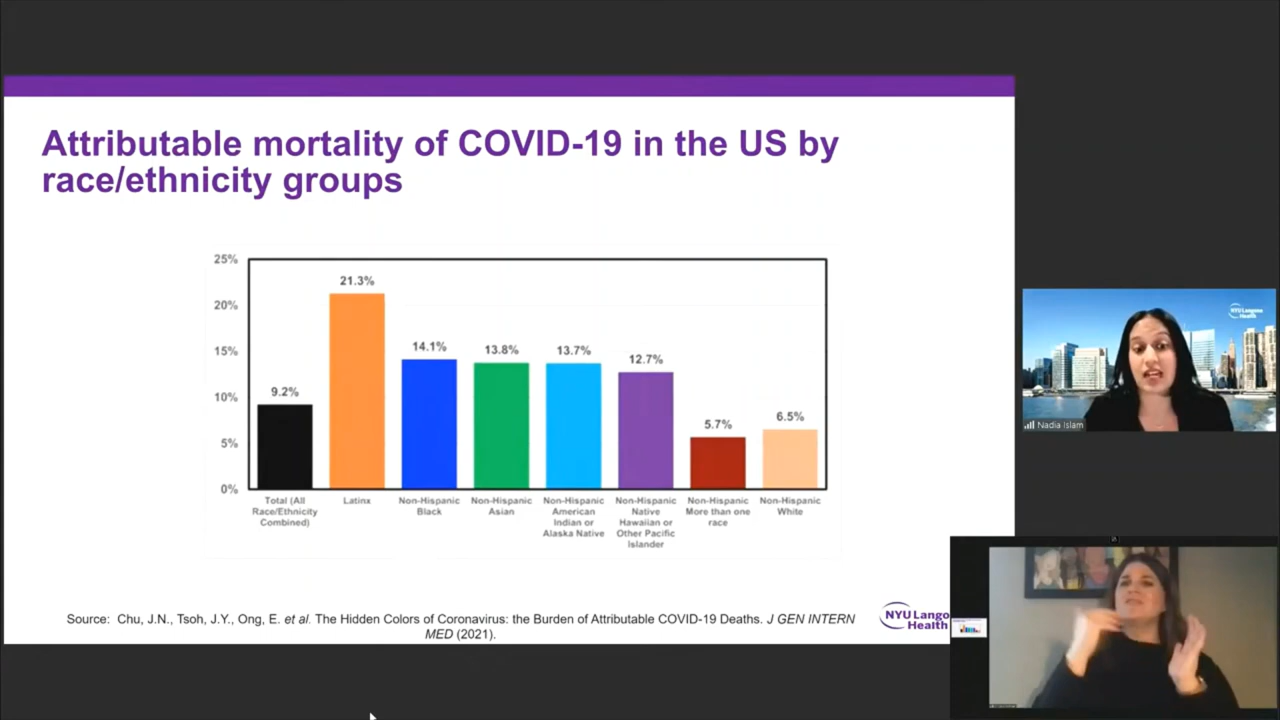 Attributable mortality of COVID-19 in the US by
race/ethnicity groups
25%
20%
15%
10%
5%
0%
9.2%
21.3%
14.1%
13.8%
13.7%
12.7%
5.7%
6.5%
Total (All
Race/Ethnicity
Combined)
Latinx
Non-Hispanic
Black
Non-Hispanic
Asian
Non-Hispanic
American
Indian or
Alaska Native
Non-Hispanic
Native
Hawaiian or
Other Pacific
Islander
Non-Hispanic
More than one
race
Non-Hispanic
White
Source: Chu, J.N., Tsoh, J.Y., Ong, E. et al. The Hidden Colors of Coronavirus: the Burden of Attributable COVID-19 Deaths. J GEN INTERN
MED (2021).
NYU Lango
Health
NYU Langone
Health
Nadia Islam